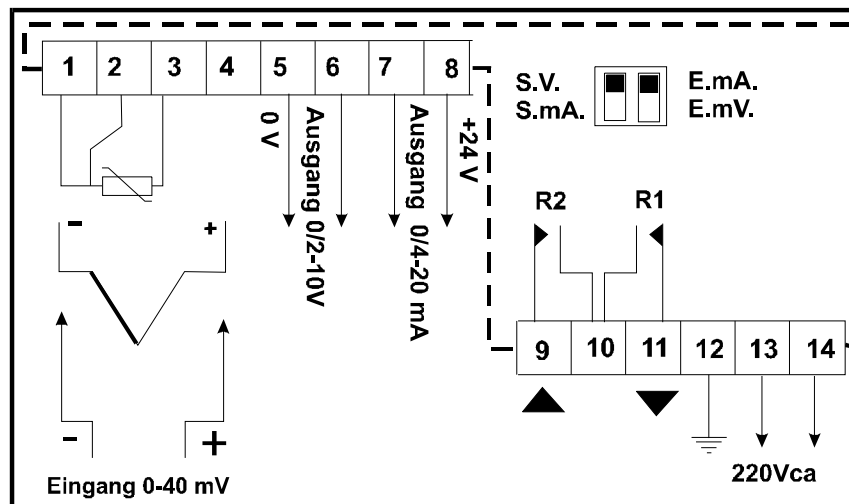 1 2 3 4 5 6 7 8
S.V. E.mA.
S.mA. E.mV.
0 V
Ausgang 0/2-10V
Ausgang 0/4-20 mA
+24 V
- +
R2 R1
9 10 11 12 13 14
- +
Eingang 0-40 mV
220Vca